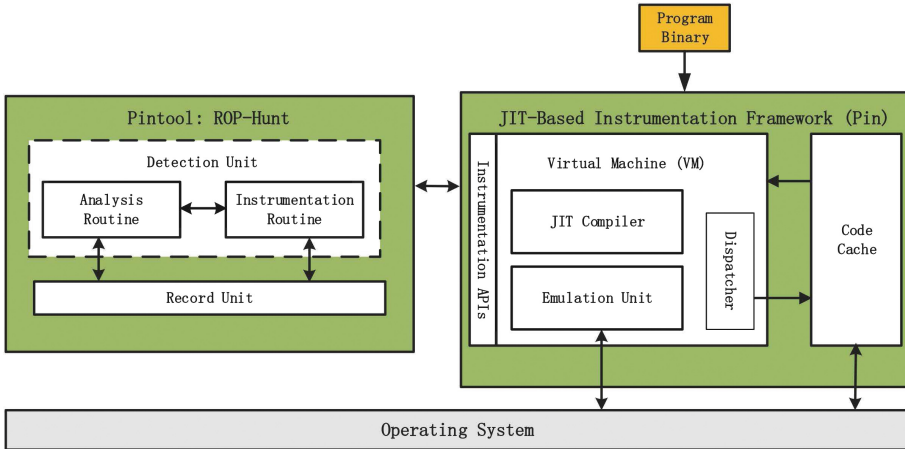 Program
Binary
Pintool: ROP-Hunt
Detection Unit
Analysis
Routine
Instrumentation
Routine
Record Unit
JIT-Based Instrumentation Framework (Pin)
Instrumentation APIs
Virtual Machine (VM)
JIT Compiler
Emulation Unit
Dispatcher
Code
Cache
Operating System